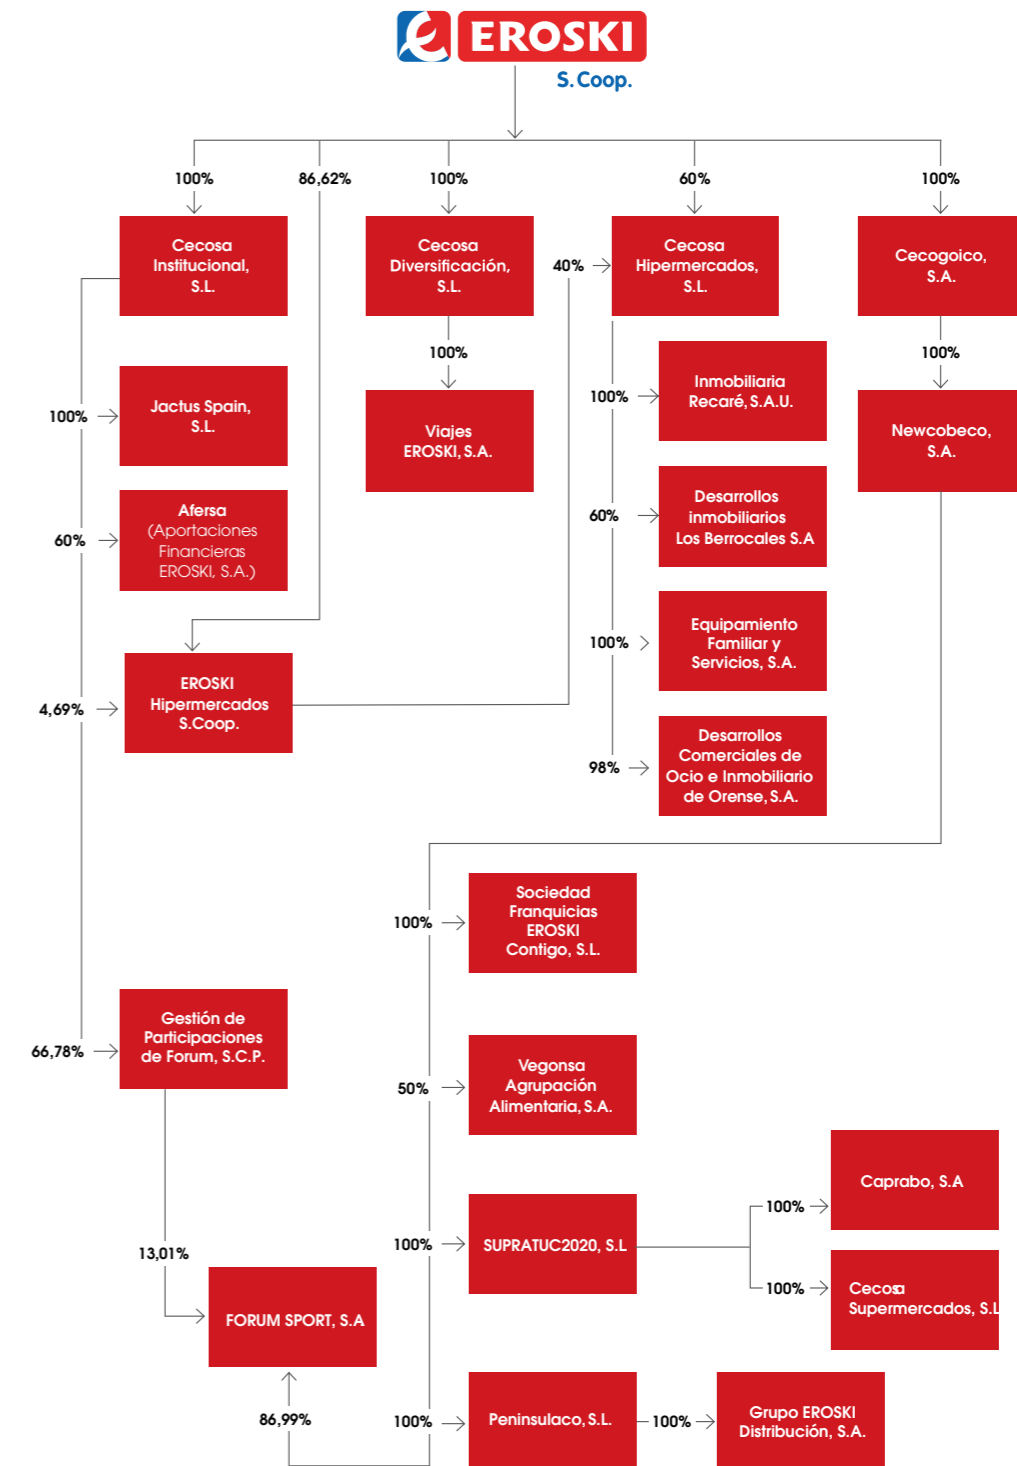 EROSKI
S. Coop.
100%
86,62%
100%
60%
100%
Cecosa
Institucional,
S.L.
Cecosa
Diversificación,
S.L.
40%
Cecosa
Hipermercados,
S.L.
Cecogoico,
S.A.
100%
100%
Jactus Spain,
S.L.
100%
Viajes
EROSKI, S.A.
100%
Inmobiliaria
Recaré, S.A.U.
Newcobeco,
S.A.
60%
Afersa
(Aportaciones
Financieras
EROSKI, S.A.)
60%
Desarrollos
inmobiliarios
Los Berrocales S.A
100%
Equipamiento
Familiar y
Servicios, S.A.
4,69%
EROSKI
Hipermercados
S.Coop.
98%
Desarrollos
Comerciales de
Ocio e Inmobiliario
de Orense, S.A.
100%
Sociedad
Franquicias
EROSKI
Contigo, S.L.
66,78%
Gestión de
Participaciones
de Forum, S.C.P.
50%
Vegonsa
Agrupación
Alimentaria, S.A.
100%
SUPRATUC2020, S.L
100%
Caprabo, S.A
100%
Cecosa
Supermercados, S.L
13,01%
FORUM SPORT, S.A
86,99%
100%
Peninsulaco, S.L.
100%
Grupo EROSKI
Distribución, S.A.